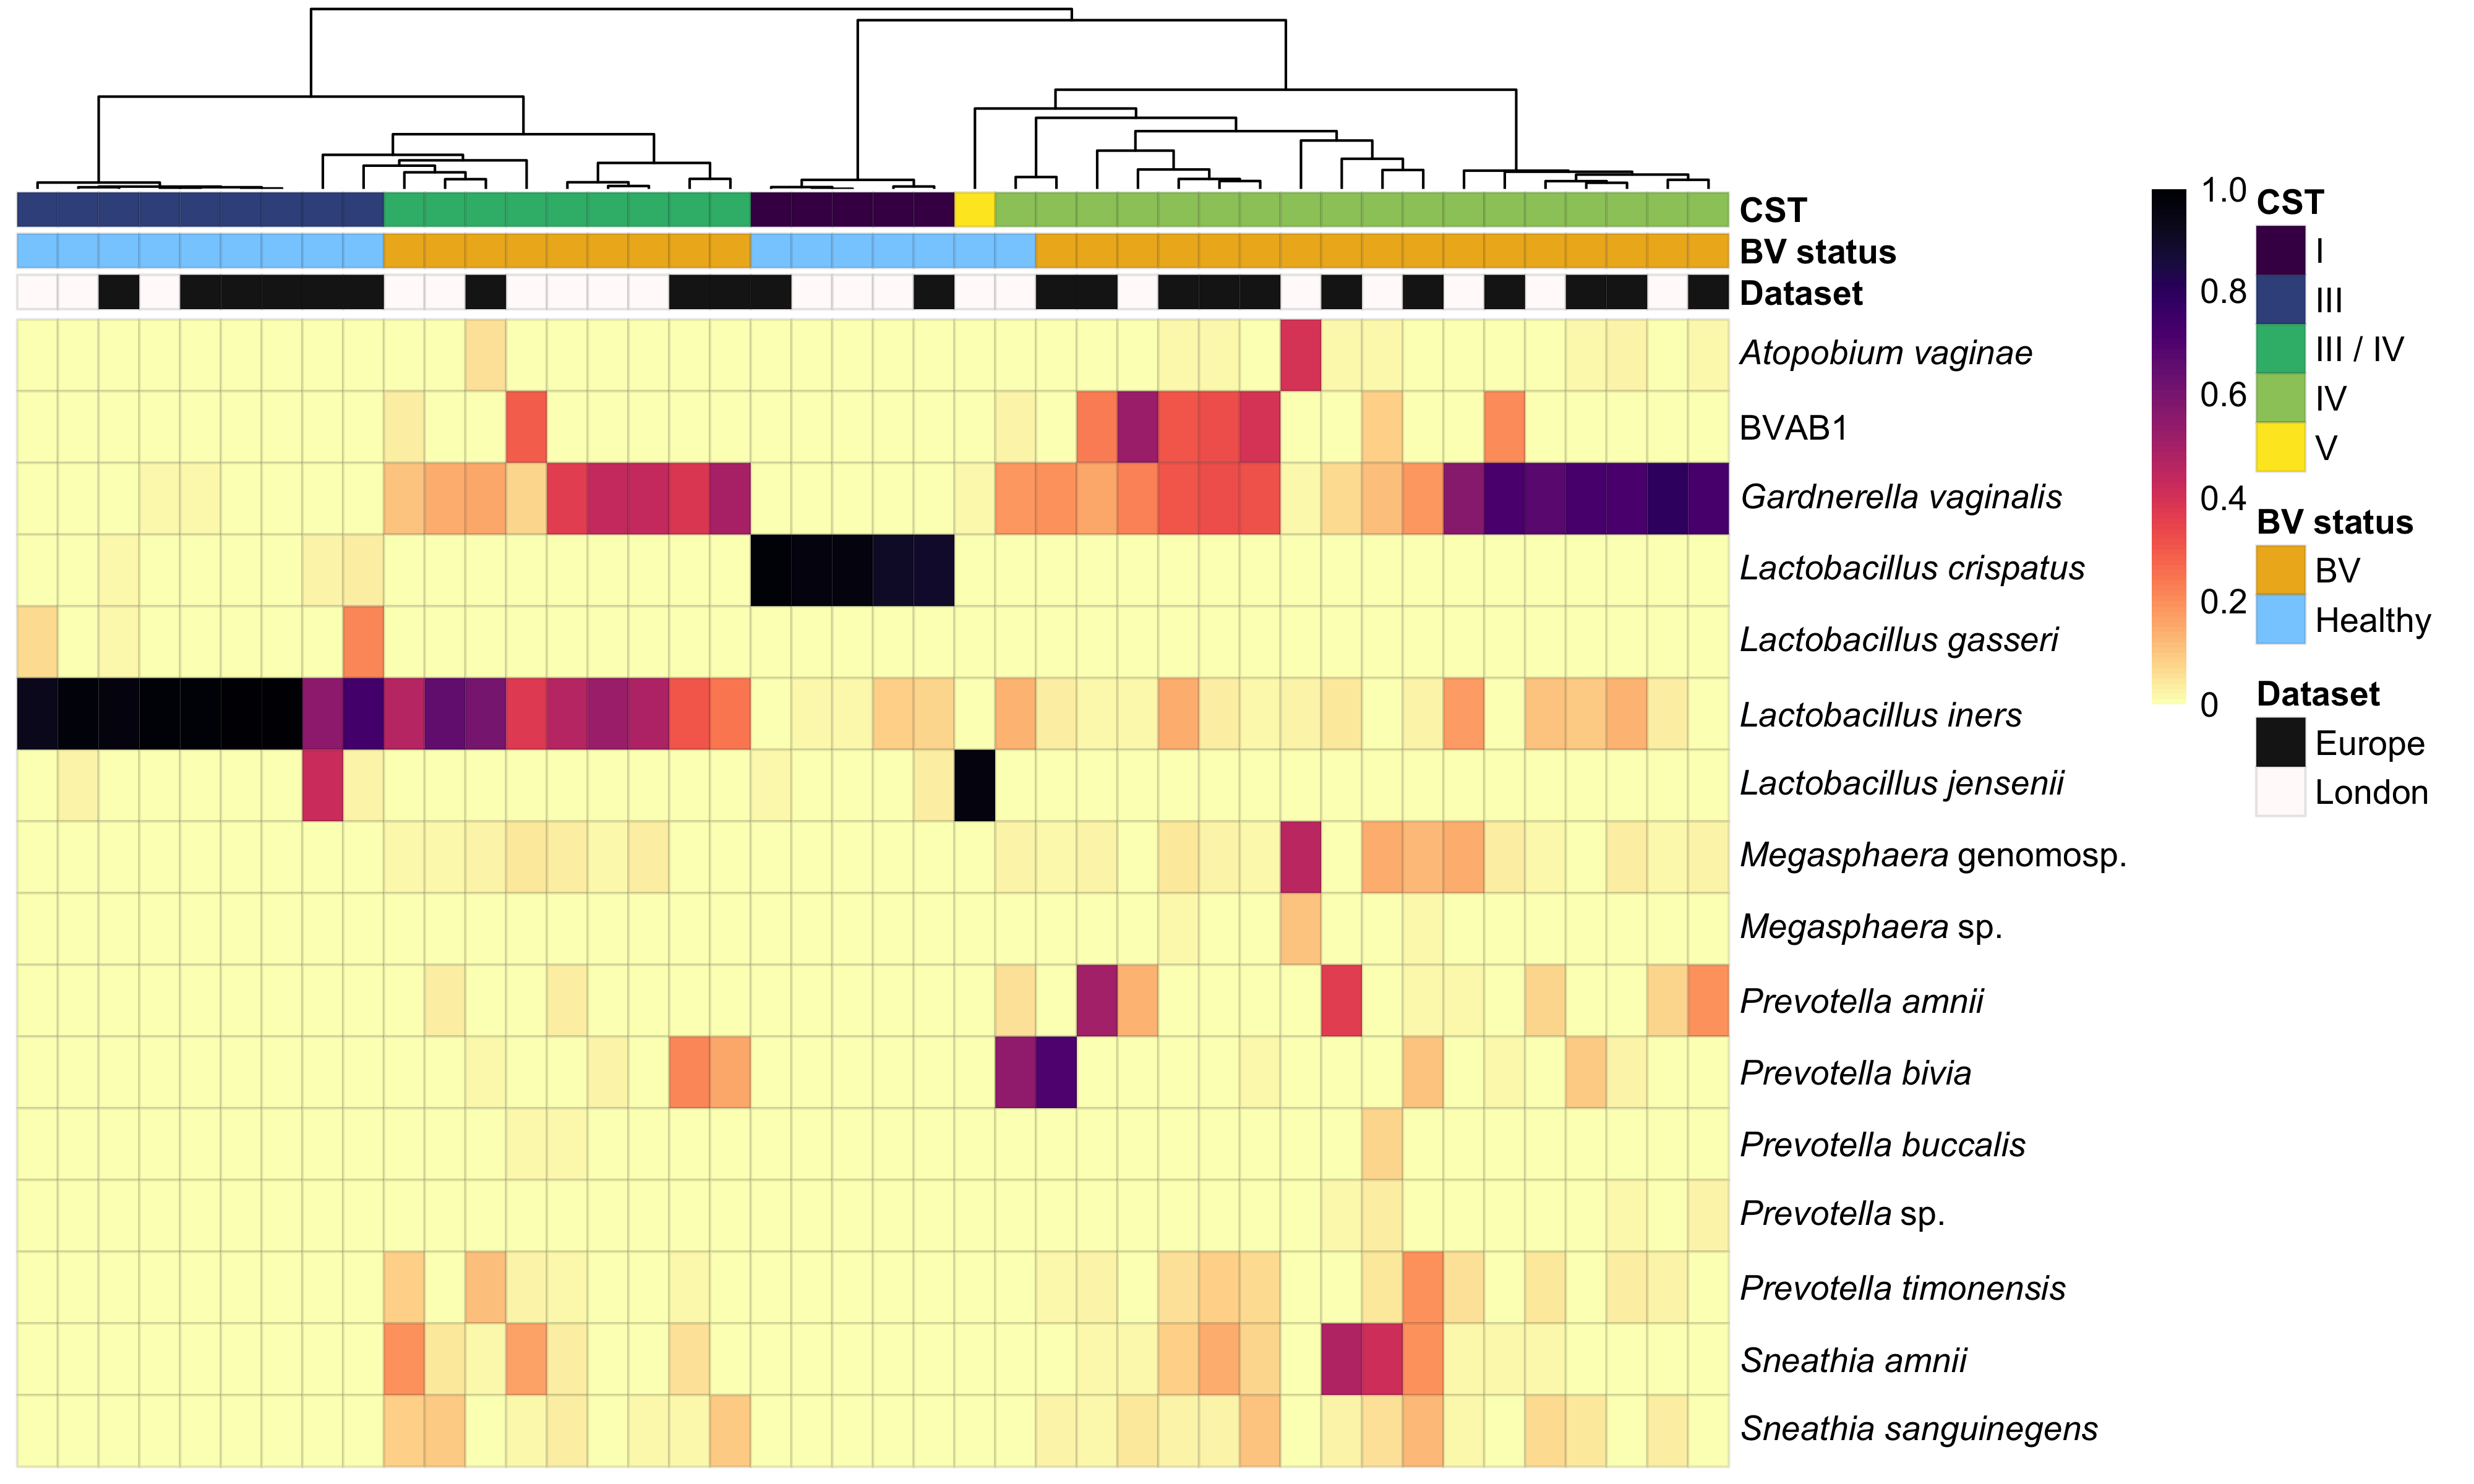 CST
BV status
Dataset
Atopobium vaginae
BVAB1
Gardnerella vaginalis
Lactobacillus crispatus
Lactobacillus gasseri
Lactobacillus iners
Lactobacillus jensenii
Megasphaera genomosp.
Megasphaera sp.
Prevotella amnii
Prevotella bivia
Prevotella buccalis
Prevotella sp.
Prevotella timonensis
Sneathia amnii
Sneathia sanguinegens
1.0
0.8
0.6
0.4
0.2
0
CST
I
III
III / IV
IV
V
BV status
BV
Healthy
Dataset
Europe
London